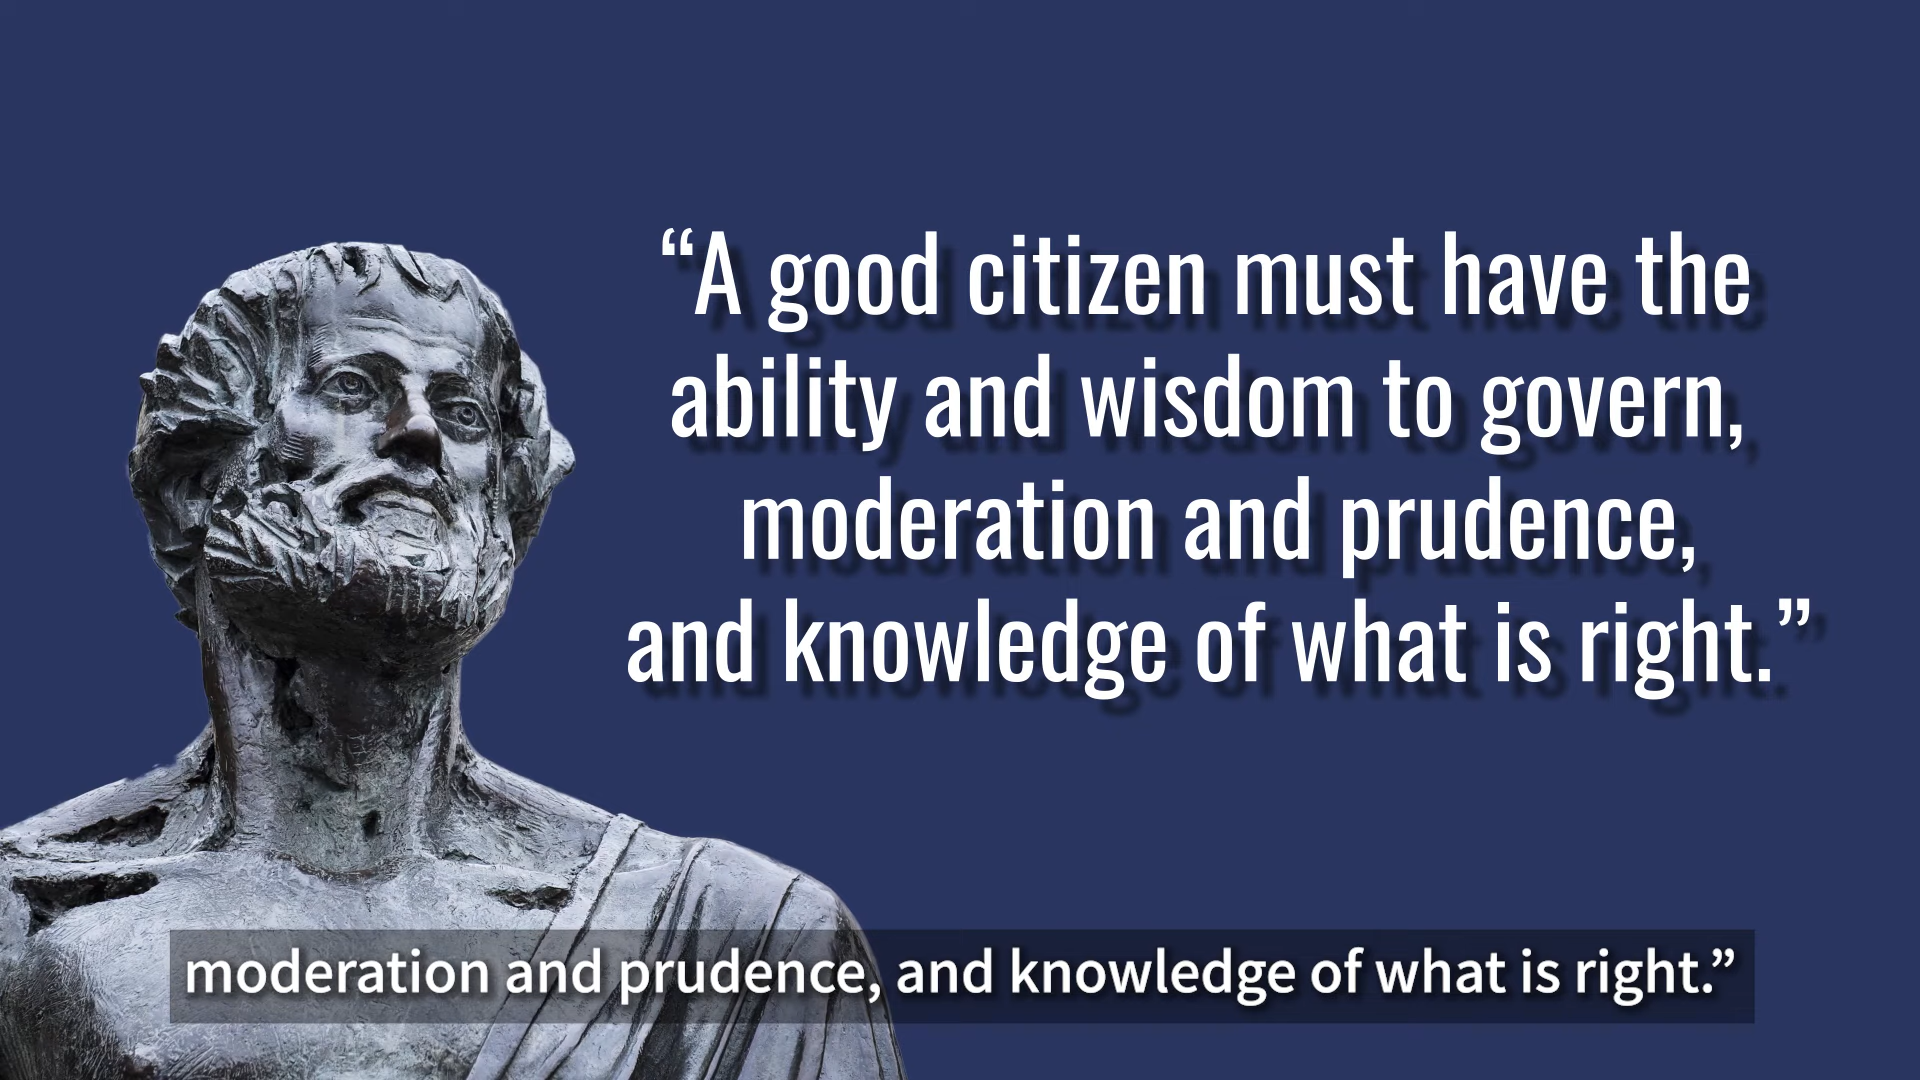 “A good citizen must have the
ability and wisdom to govern,
moderation and prudence,
and knowledge of what is right.”
moderation and prudence, and knowledge of what is right.”